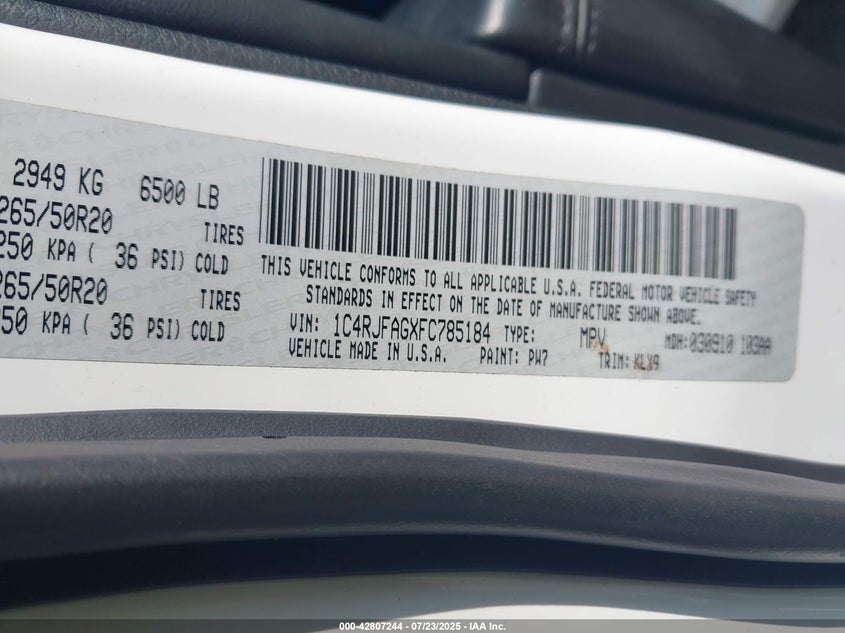 2949 KG 6500 LB
265/50R20 TIRES
250 KPA ( 36 PSI) COLD
265/50R20 TIRES
250 KPA ( 36 PSI) COLD
THIS VEHICLE CONFORMS TO ALL APPLICABLE U.S.A. FEDERAL MOTOR VEHICLE SAFETY
STANDARDS IN EFFECT ON THE DATE OF MANUFACTURE SHOWN ABOVE.
VIN: 1C4RJFAGXFC785184 TYPE: MPV MDH: 030910 103AA
VEHICLE MADE IN U.S.A. PAINT: PW7 TRIM: KLX9
000-42807244 / 07/23/2025 - IAA Inc.